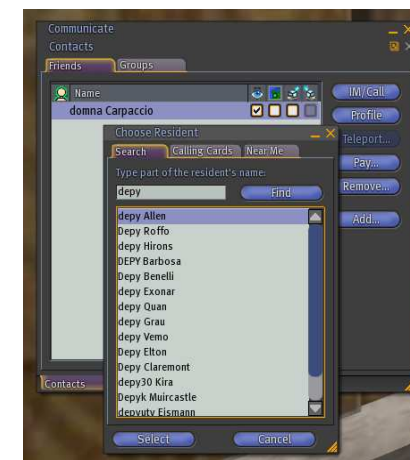 Communicate
Contacts
Friends Groups
Name
domna Carpaccio
IM/Call
Profile
Teleport...
Pay...
Remove...
Add...
Choose Resident
Search Calling Cards Near Me
Type part of the resident's name:
depy Find
depy Allen
Depy Roffo
Depy Hirons
DEPY Barbosa
Depy Benelli
depy Exonar
depy Quan
depy Grau
depy Vemo
Depy Elton
Depy Claremont
depy30 Kira
Depyk Muircastle
depyuty Eismann
Select Cancel
Contacts